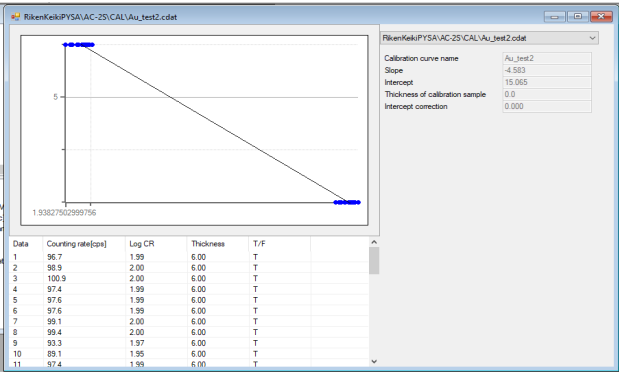 RikenKeikiPYSA\AC-2S\CAL\Au_test2.cdat
RikenKeikiPYSA\AC-2S\CAL\Au_test2.cdat
5
1.93827502999756
Calibration curve name Au_test2
Slope -4.583
Intercept 15.065
Thickness of calibration sample 0.0
Intercept correction 0.000
Data Counting rate[cps] Log CR Thickness T/F
1 96.7 1.99 6.00 T
2 98.9 2.00 6.00 T
3 100.9 2.00 6.00 T
4 97.4 1.99 6.00 T
5 97.6 1.99 6.00 T
6 97.6 1.99 6.00 T
7 99.1 2.00 6.00 T
8 99.4 2.00 6.00 T
9 93.3 1.97 6.00 T
10 89.1 1.95 6.00 T
11 97.4 1.99 6.00 T